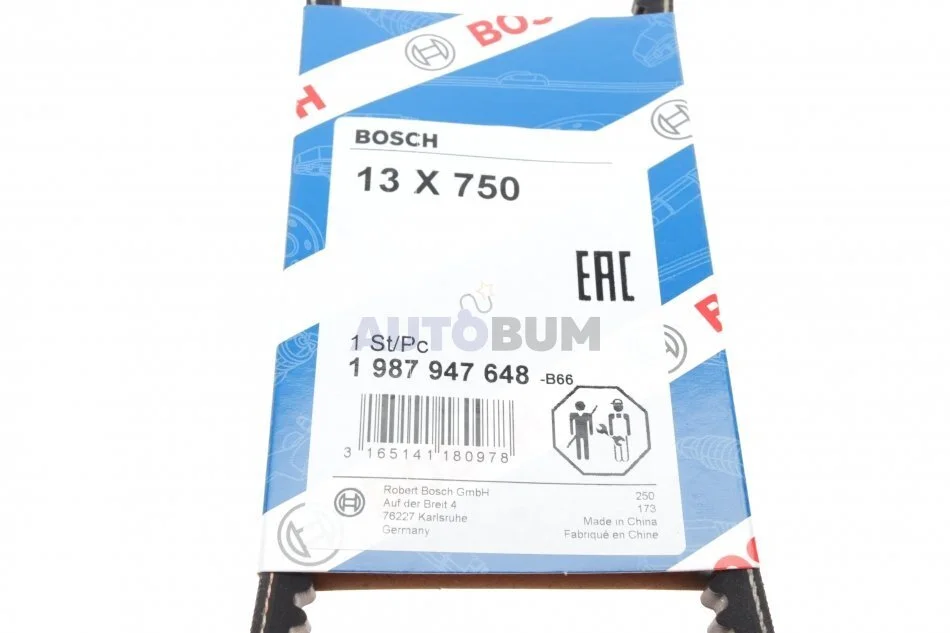 BOSCH
BOSCH
13 X 750
EAC
AUTOBUM
1 St/Pc
1 987 947 648 -B66
3 165141 180978
Robert Bosch GmbH
Auf der Breit 4
76227 Karlsruhe
Germany
250
173
Made in China
Fabriqué en Chine